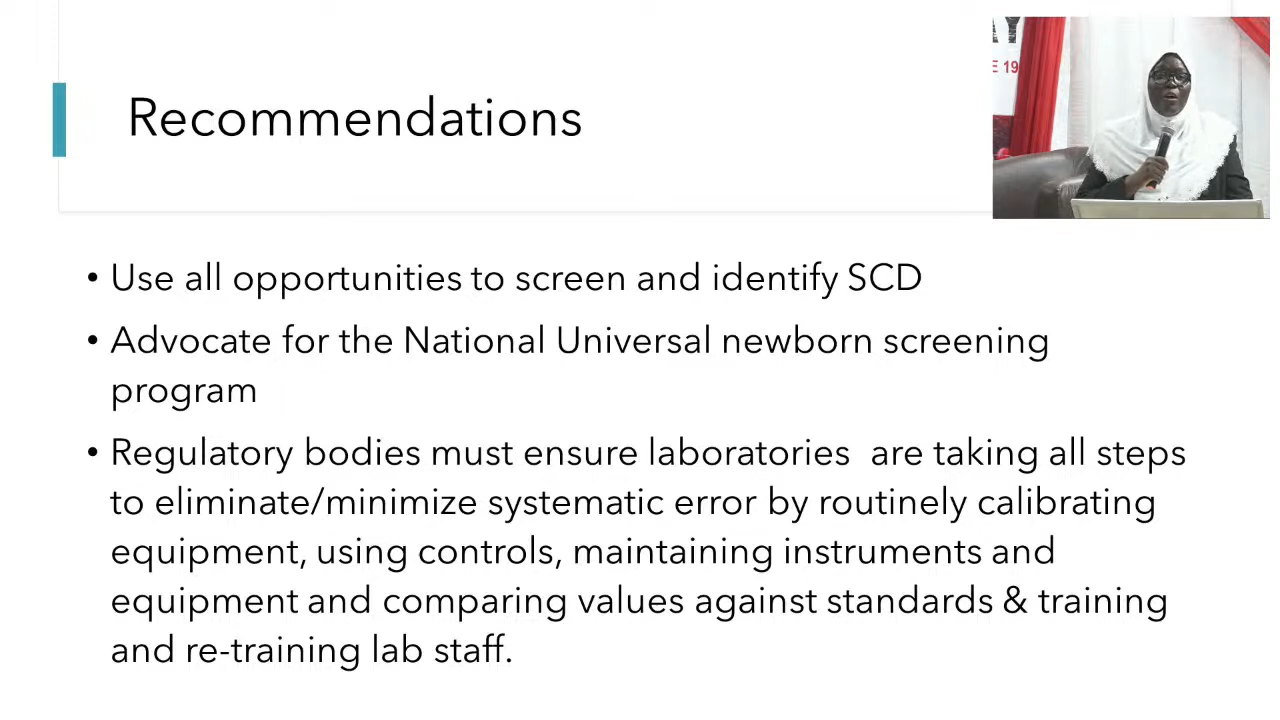 AY
E 19
Recommendations
• Use all opportunities to screen and identify SCD
• Advocate for the National Universal newborn screening
program
• Regulatory bodies must ensure laboratories are taking all steps
to eliminate/minimize systematic error by routinely calibrating
equipment, using controls, maintaining instruments and
equipment and comparing values against standards & training
and re-training lab staff.